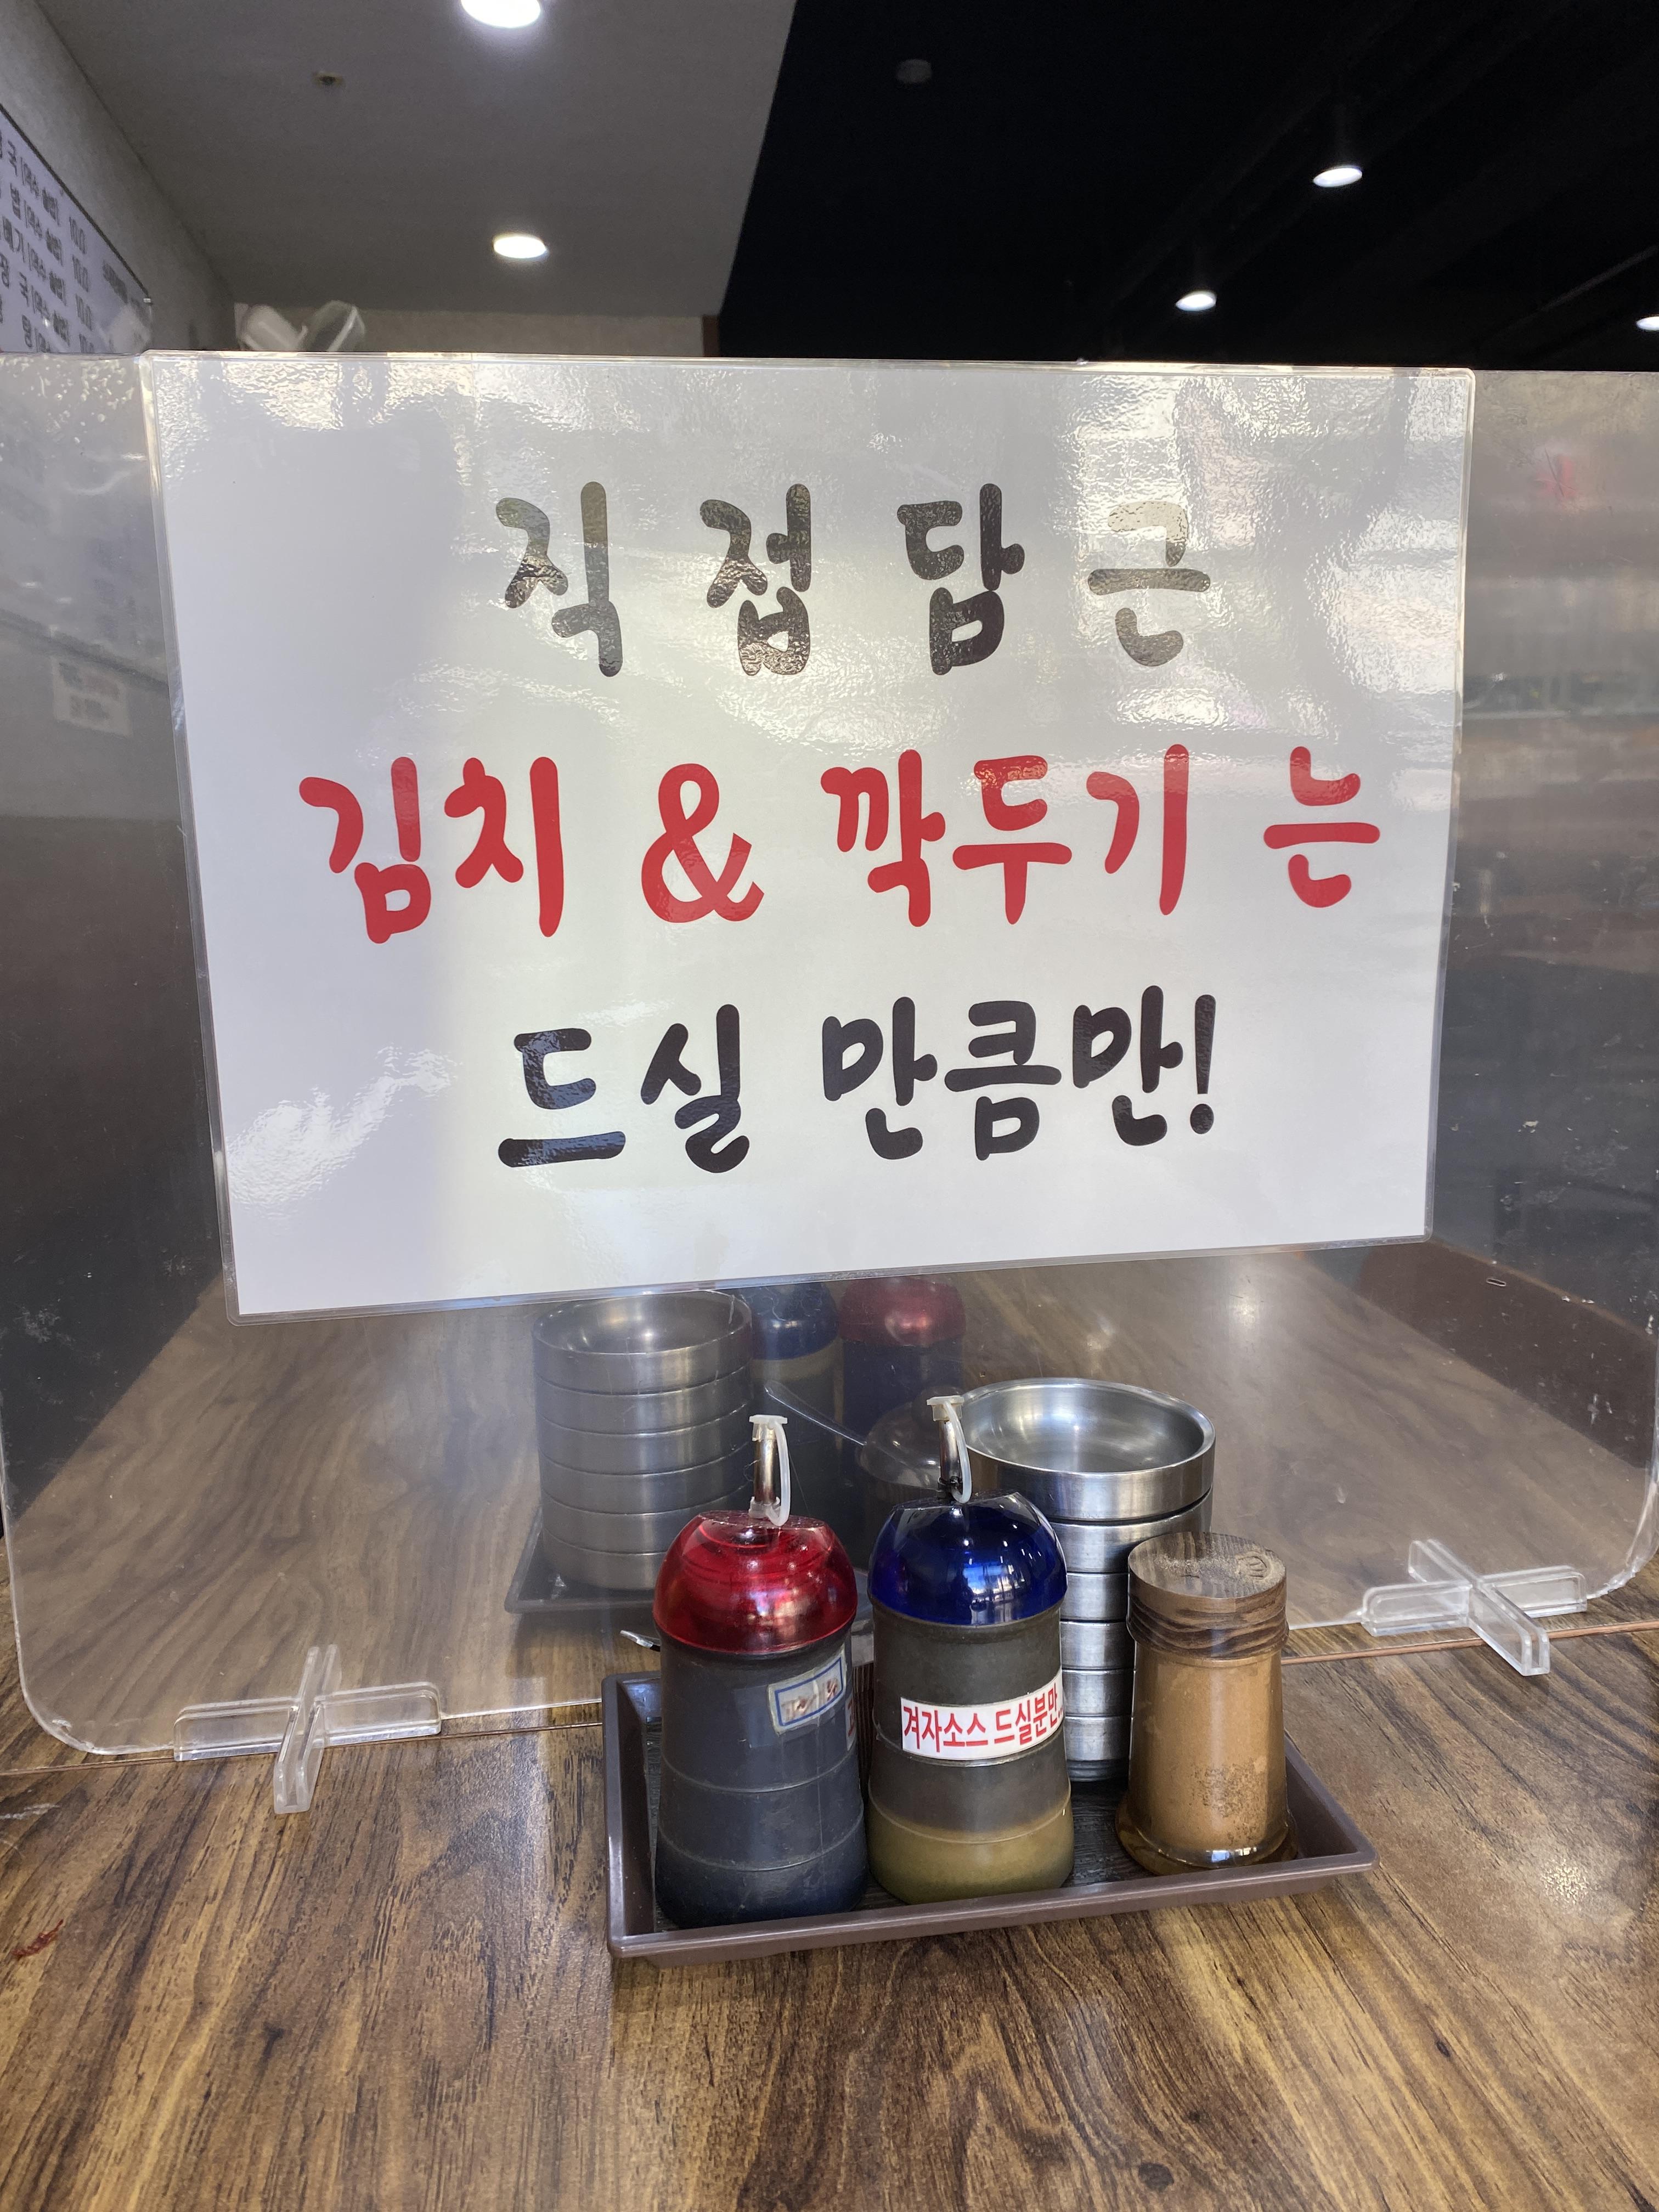 직접담근
김치 & 깍두기 는
드실 만큼만!
겨자소스 드실분만